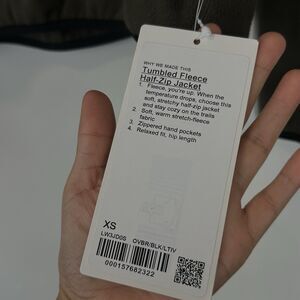 WHY WE MADE THIS
Tumbled Fleece
Half-Zip Jacket
1. Fleece, you're up. When the
temperature drops, choose this
soft, stretchy half-zip jacket
and stay cozy on the trails
2. Soft, warm stretch-fleece
fabric
3. Zippered hand pockets
4. Relaxed fit, hip length
XS
LW3JD0S OVBR/BLK/LTIV
000157682322